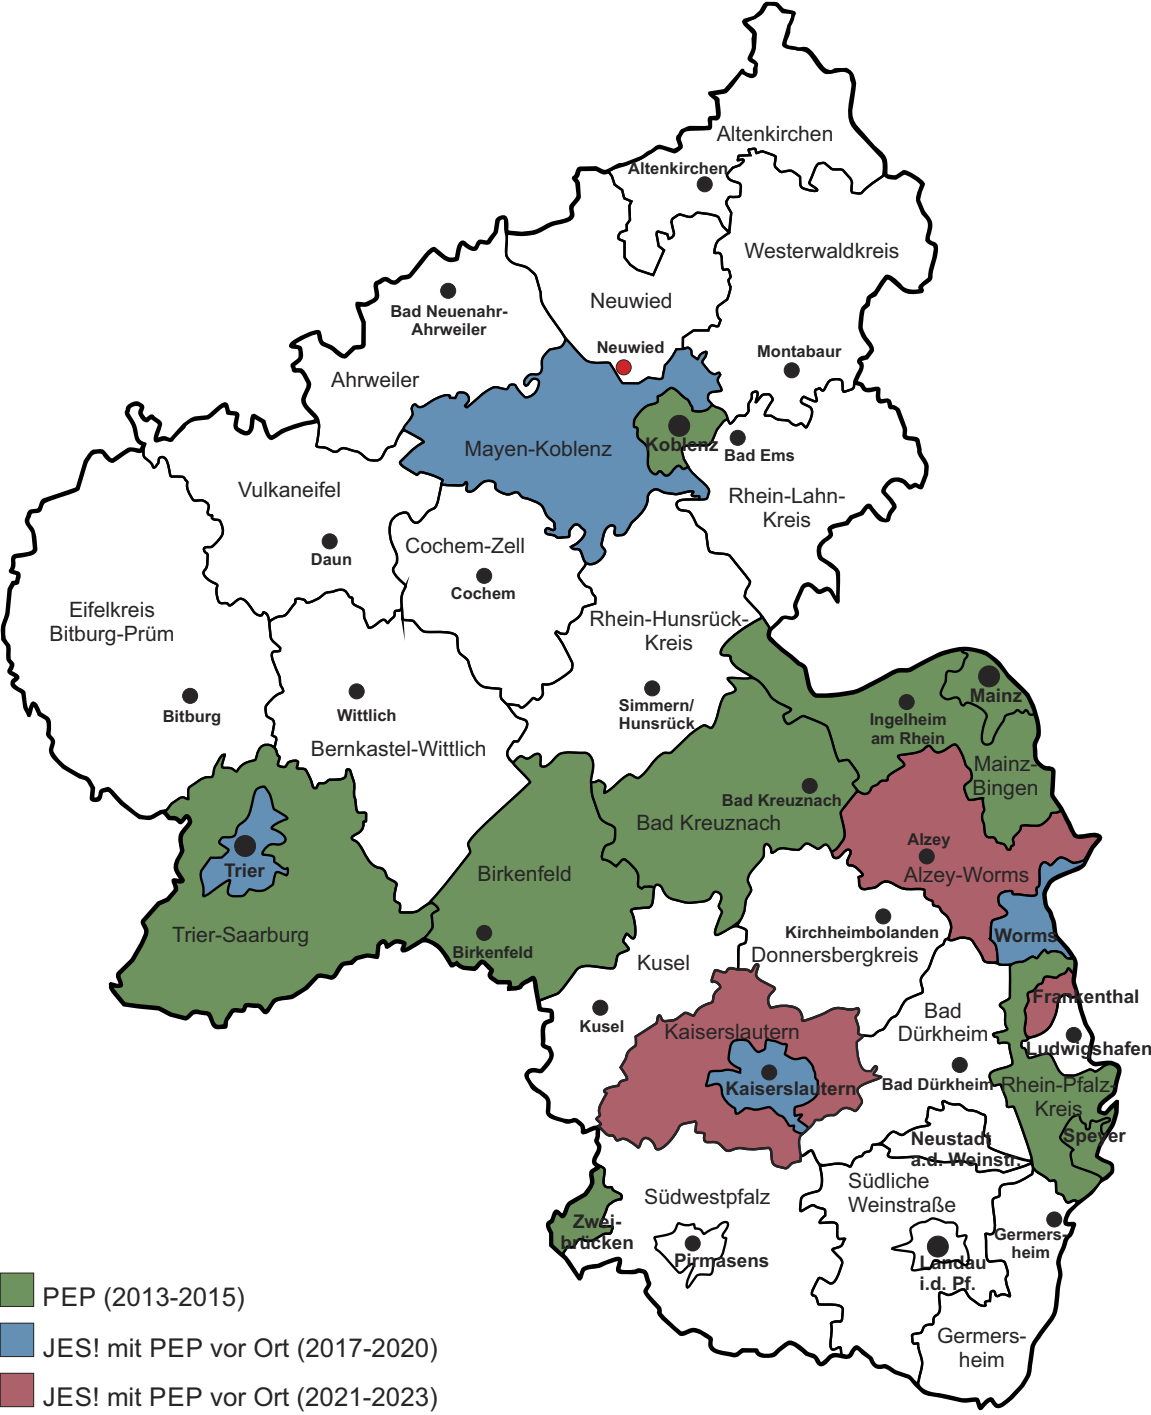 Altenkirchen
Altenkirchen
Westerwaldkreis
Neuwied
Bad Neuenahr-
Ahrweiler
Neuwied
Montabaur
Ahrweiler
Mayen-Koblenz
Koblenz
Bad Ems
Vulkaneifel
Rhein-Lahn-
Kreis
Daun
Cochem-Zell
Cochem
Eifelkreis
Bitburg-Prüm
Rhein-Hunsrück-
Kreis
Bitburg
Wittlich
Simmern/
Hunsrück
Mainz
Ingelheim
am Rhein
Bernkastel-Wittlich
Mainz-
Bingen
Bad Kreuznach
Bad Kreuznach
Alzey
Alzey-Worms
Trier
Birkenfeld
Trier-Saarburg
Birkenfeld
Kirchheimbolanden
Donnersbergkreis
Worms
Kusel
Kusel
Frankenthal
Bad
Dürkheim
Kaiserslautern
Ludwigshafen
Kaiserslautern
Bad Dürkheim
Rhein-Pfalz-
Kreis
Speyer
Neustadt
a.d. Weinstr.
Südliche
Weinstraße
Südwestpfalz
Zwei-
brücken
Pirmasens
Germers-
heim
Landau
i.d. Pf.
Germers-
heim
PEP (2013-2015)
JES! mit PEP vor Ort (2017-2020)
JES! mit PEP vor Ort (2021-2023)